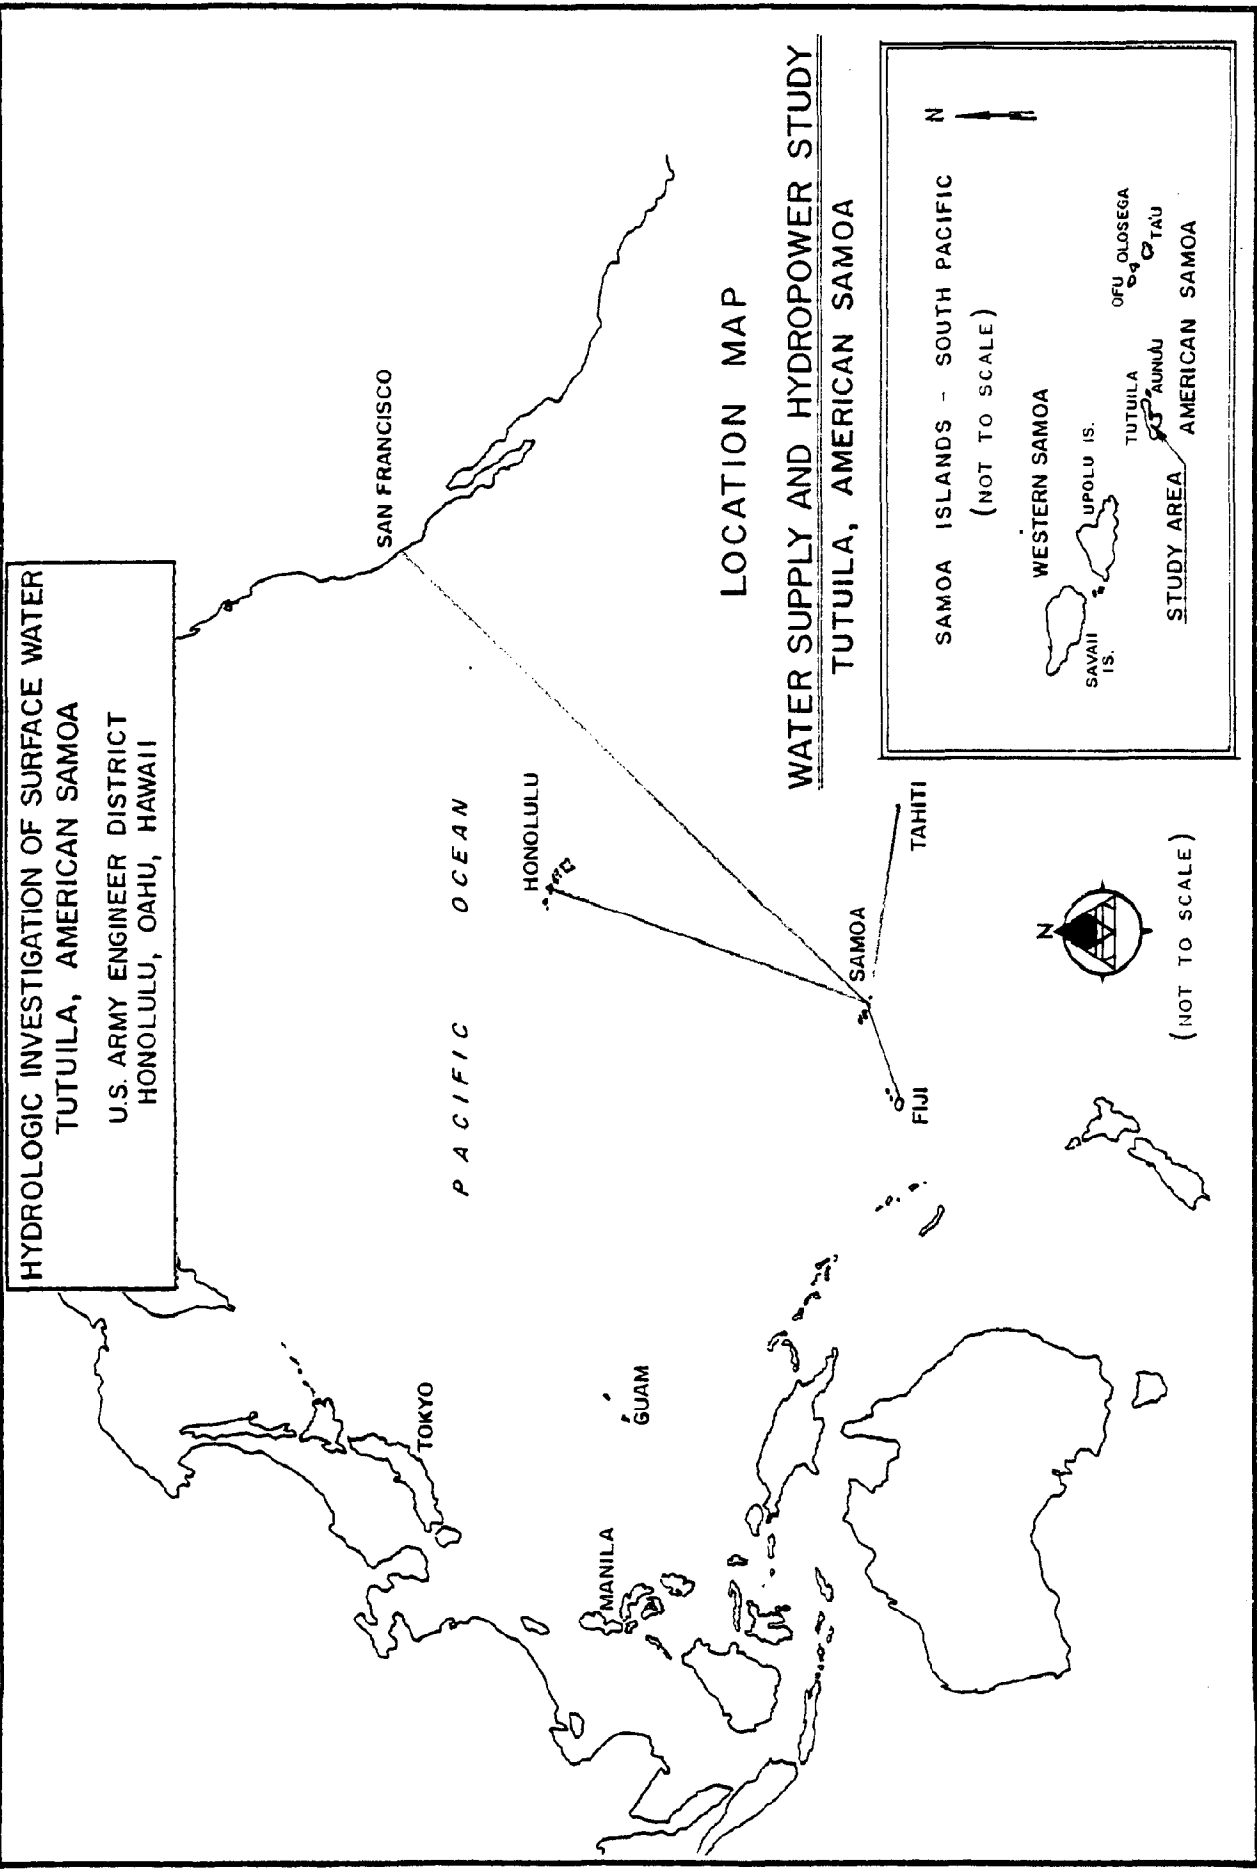 HYDROLOGIC INVESTIGATION OF SURFACE WATER
TUTUILA, AMERICAN SAMOA
U.S. ARMY ENGINEER DISTRICT
HONOLULU, OAHU, HAWAII
SAN FRANCISCO
TOKYO
PACIFIC OCEAN
HONOLULU
MANILA
GUAM
SAMOA
FIJI
TAHITI
N
(NOT TO SCALE)
LOCATION MAP
WATER SUPPLY AND HYDROPOWER STUDY
TUTUILA, AMERICAN SAMOA
SAMOA ISLANDS - SOUTH PACIFIC
(NOT TO SCALE)
N
WESTERN SAMOA
SAVAII
IS.
UPOLU IS.
TUTUILA
AUNUU
OFU
OLOSEGA
TA'U
STUDY AREA
AMERICAN SAMOA